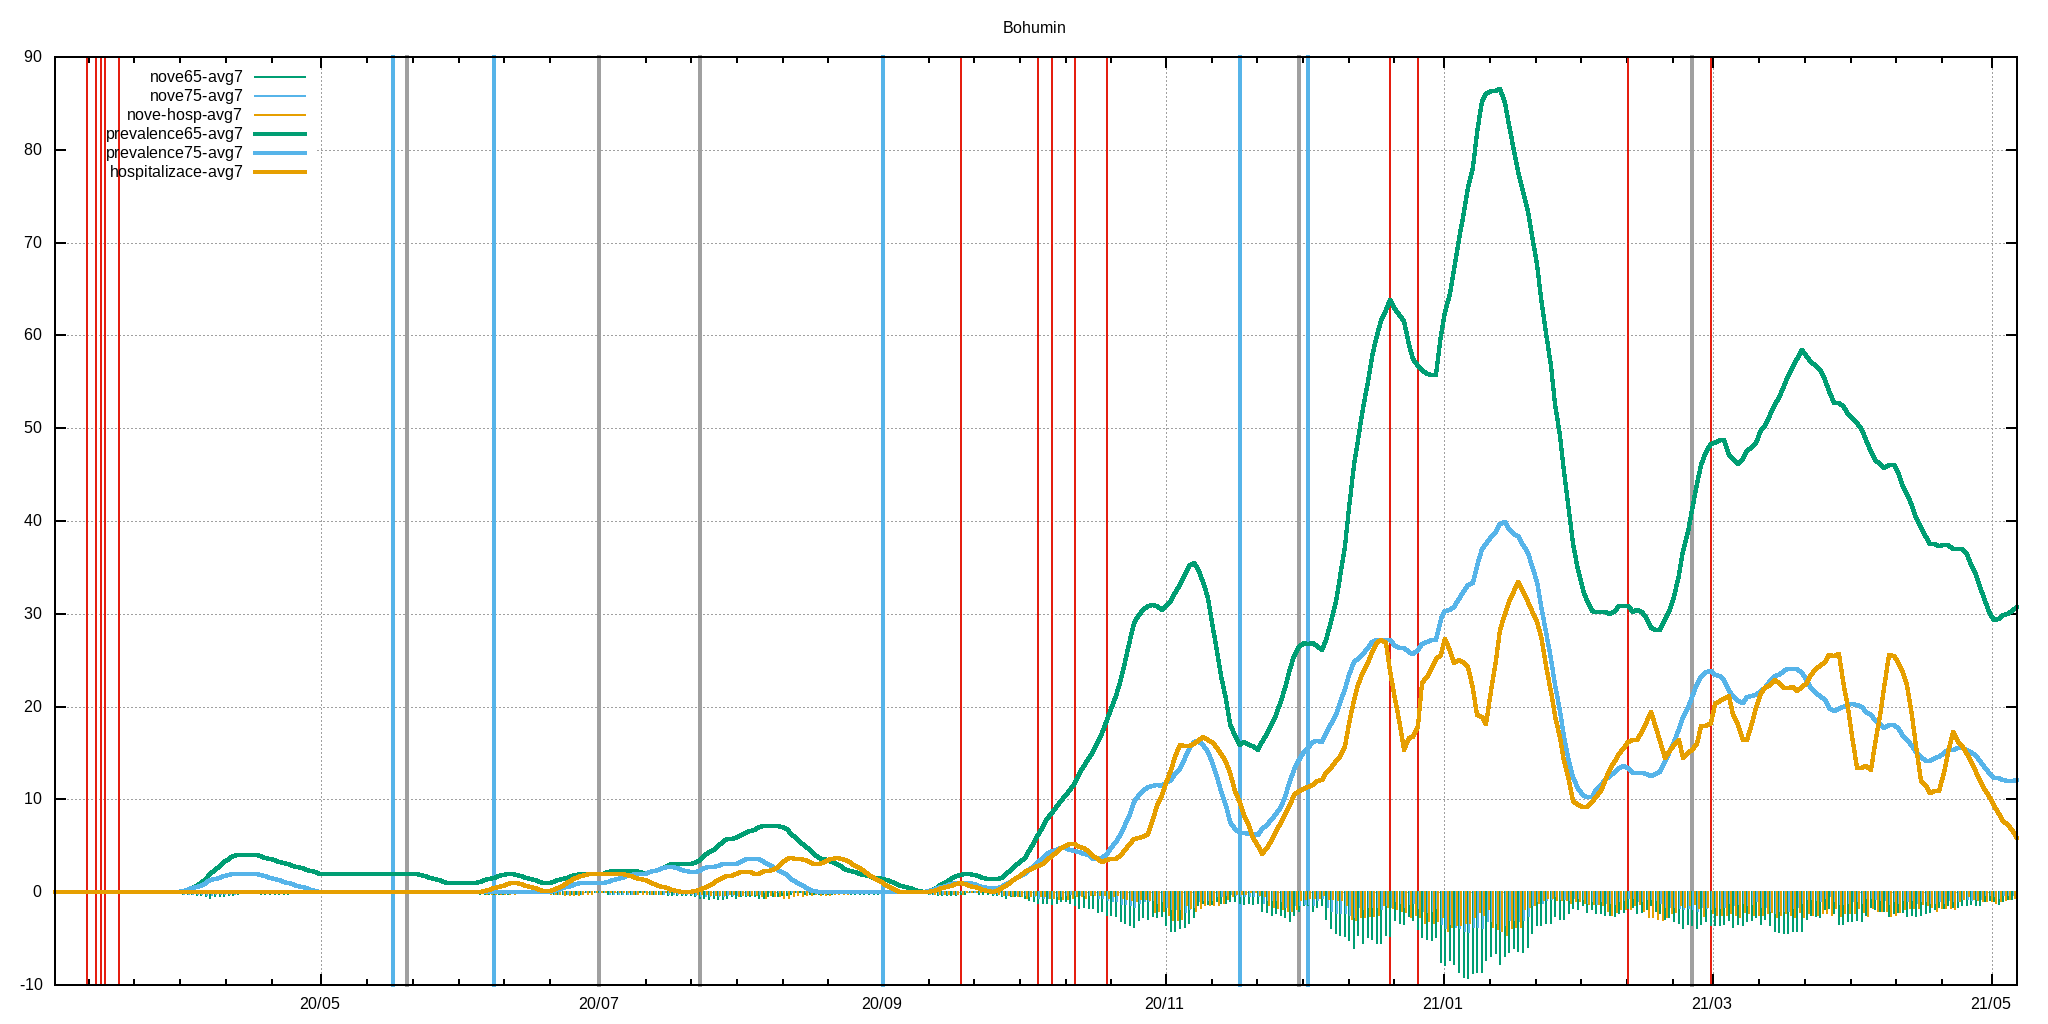 Bohumin
90
80
70
60
50
40
30
20
10
0
-10
nove65-avg7
nove75-avg7
nove-hosp-avg7
prevalence65-avg7
prevalence75-avg7
hospitalizace-avg7
20/05 20/07 20/09 20/11 21/01 21/03 21/05